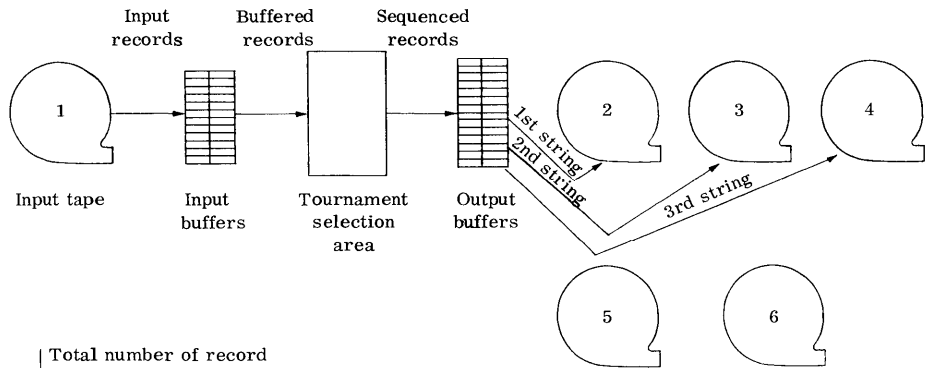 Input
records
Buffered
records
Sequenced
records
1
2
3
4
1st string
2nd string
3rd string
Input tape
Input
buffers
Tournament
selection
area
Output
buffers
5
6
Total number of record